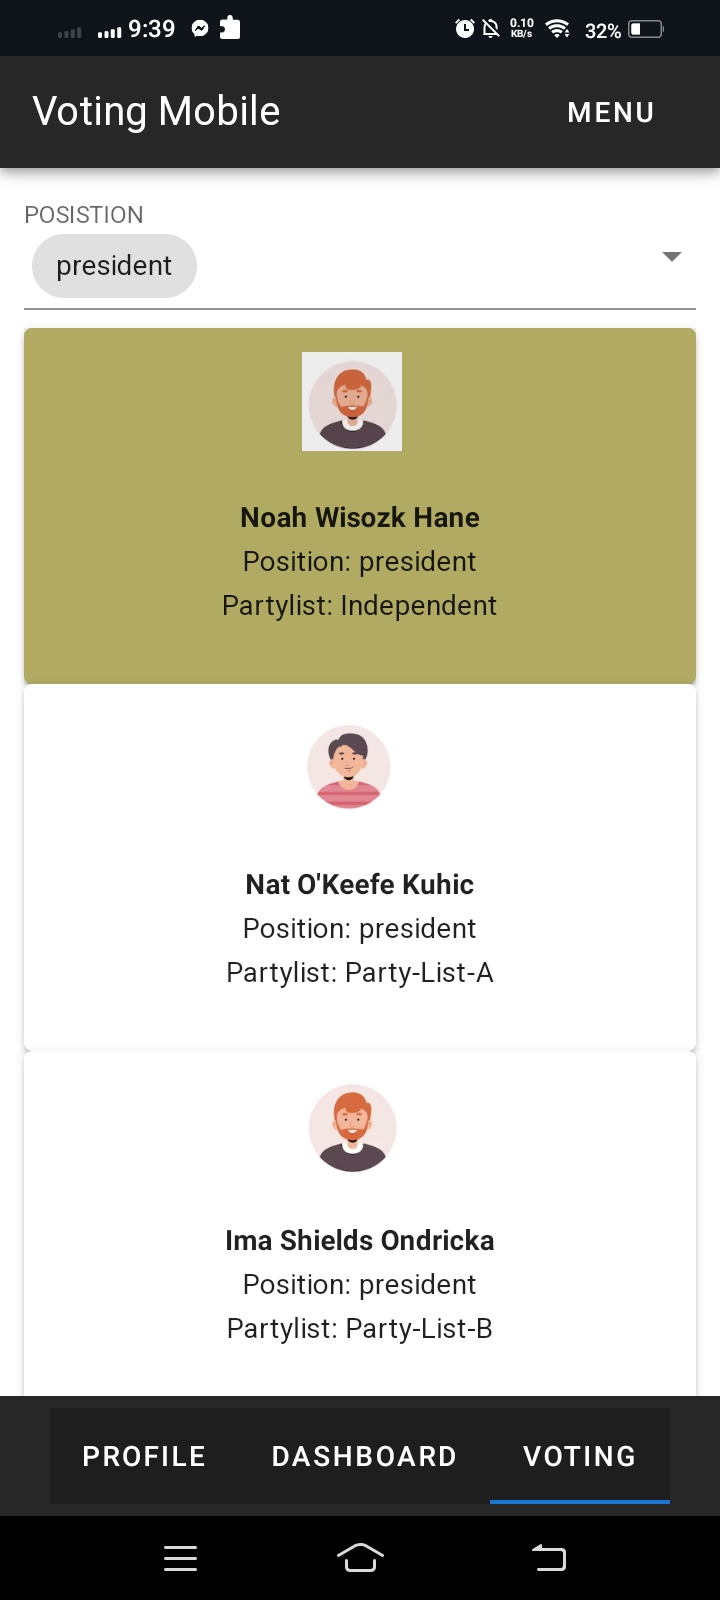 9:39 0.10 KB/s 32%
Voting Mobile MENU
POSISTION
president
Noah Wisozk Hane
Position: president
Partylist: Independent
Nat O'Keefe Kuhic
Position: president
Partylist: Party-List-A
Ima Shields Ondricka
Position: president
Partylist: Party-List-B
PROFILE DASHBOARD VOTING